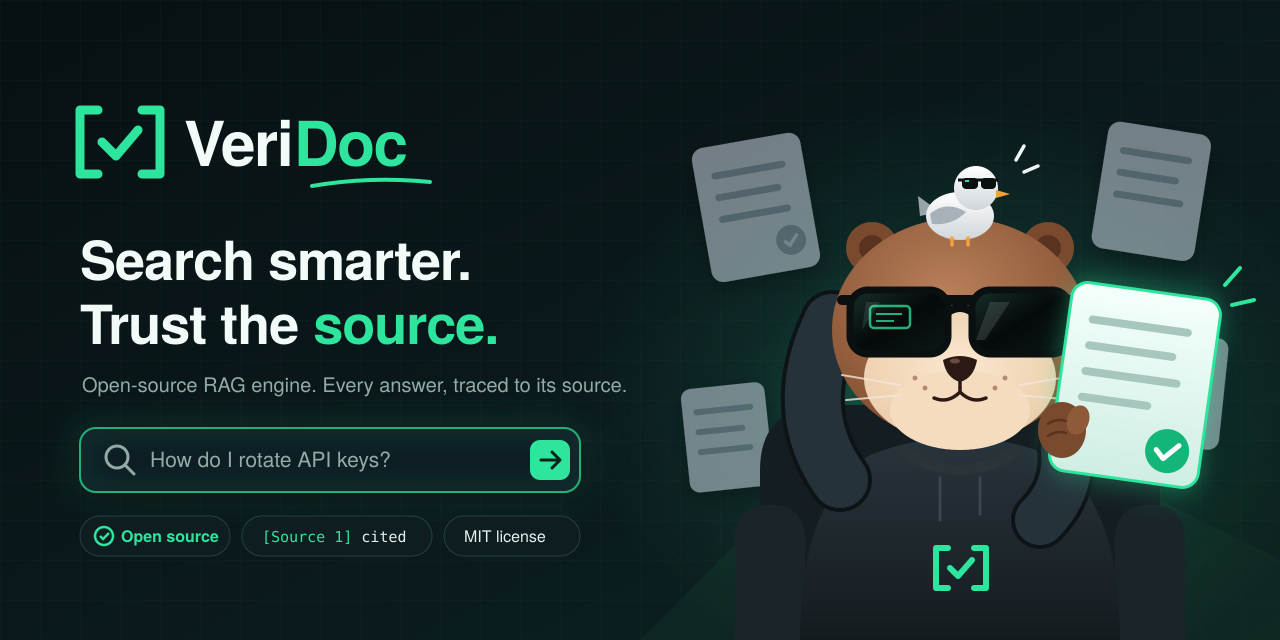 VeriDoc
Search smarter.
Trust the source.
Open-source RAG engine. Every answer, traced to its source.
How do I rotate API keys?
Open source
[Source 1] cited
MIT license